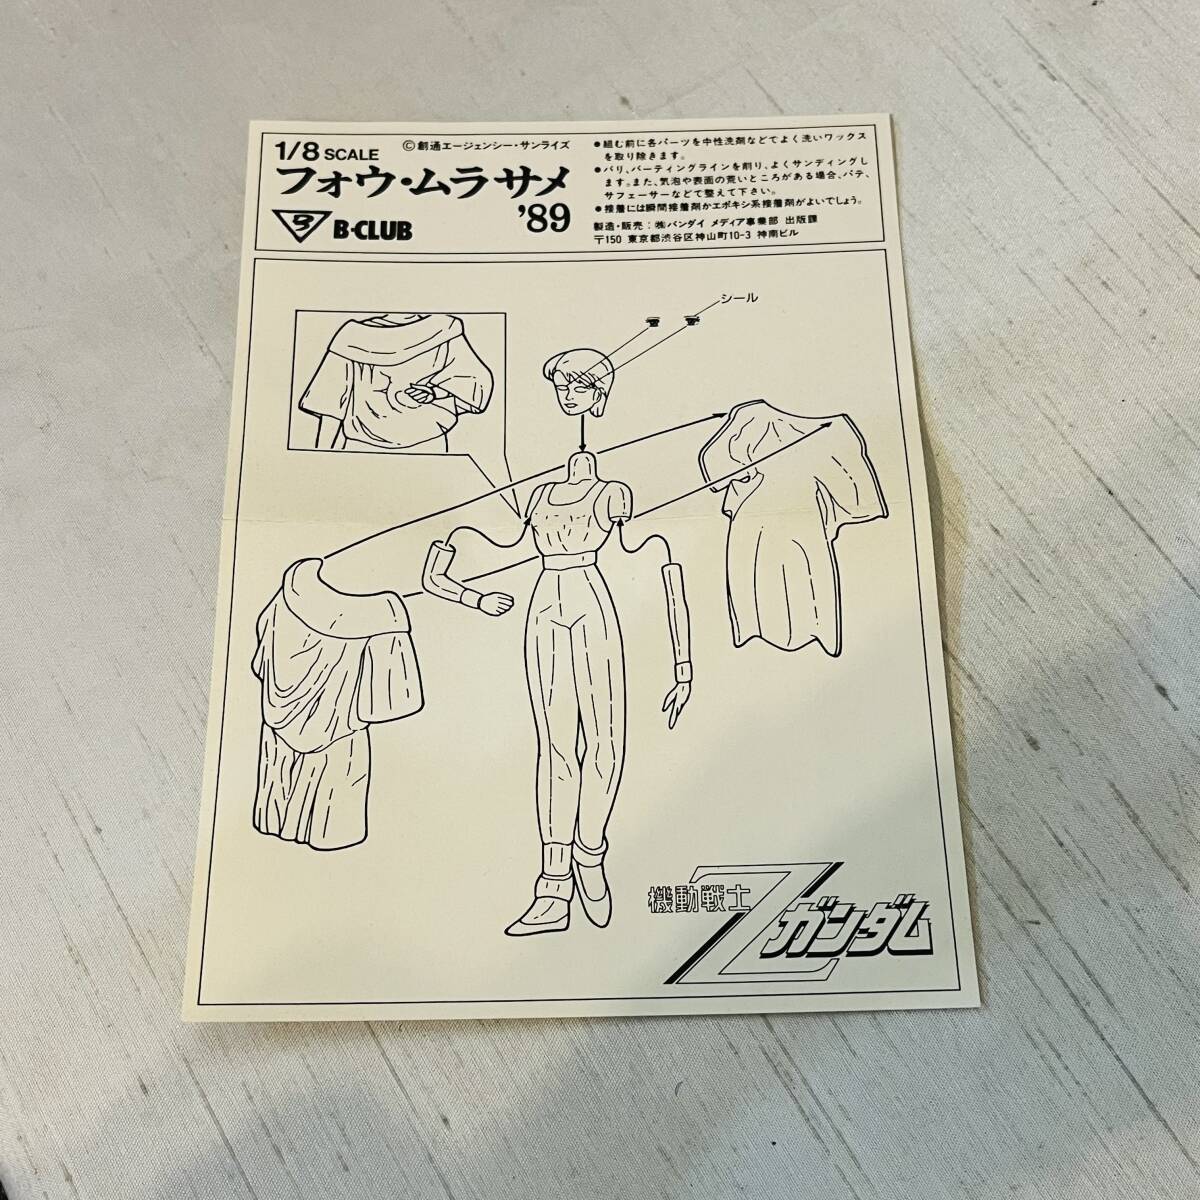 1/8 SCALE
©創通エージェンシー・サンライズ
フォウ・ムラサメ
'89
B-CLUB
●組む前に各パーツを中性洗剤などでよく洗いワックス
を取り除きます。
●バリ、パーティングラインを削り、よくサンディングし
ます。また、気泡や表面の荒いところがある場合、パテ、
サフェーサーなどで整えて下さい。
●接着には瞬間接着剤かエポキシ系接着剤がよいでしょう。
製造・販売：㈱バンダイ メディア事業部 出版課
〒150 東京都渋谷区神山町10-3 神南ビル
シール
機動戦士
Zガンダム